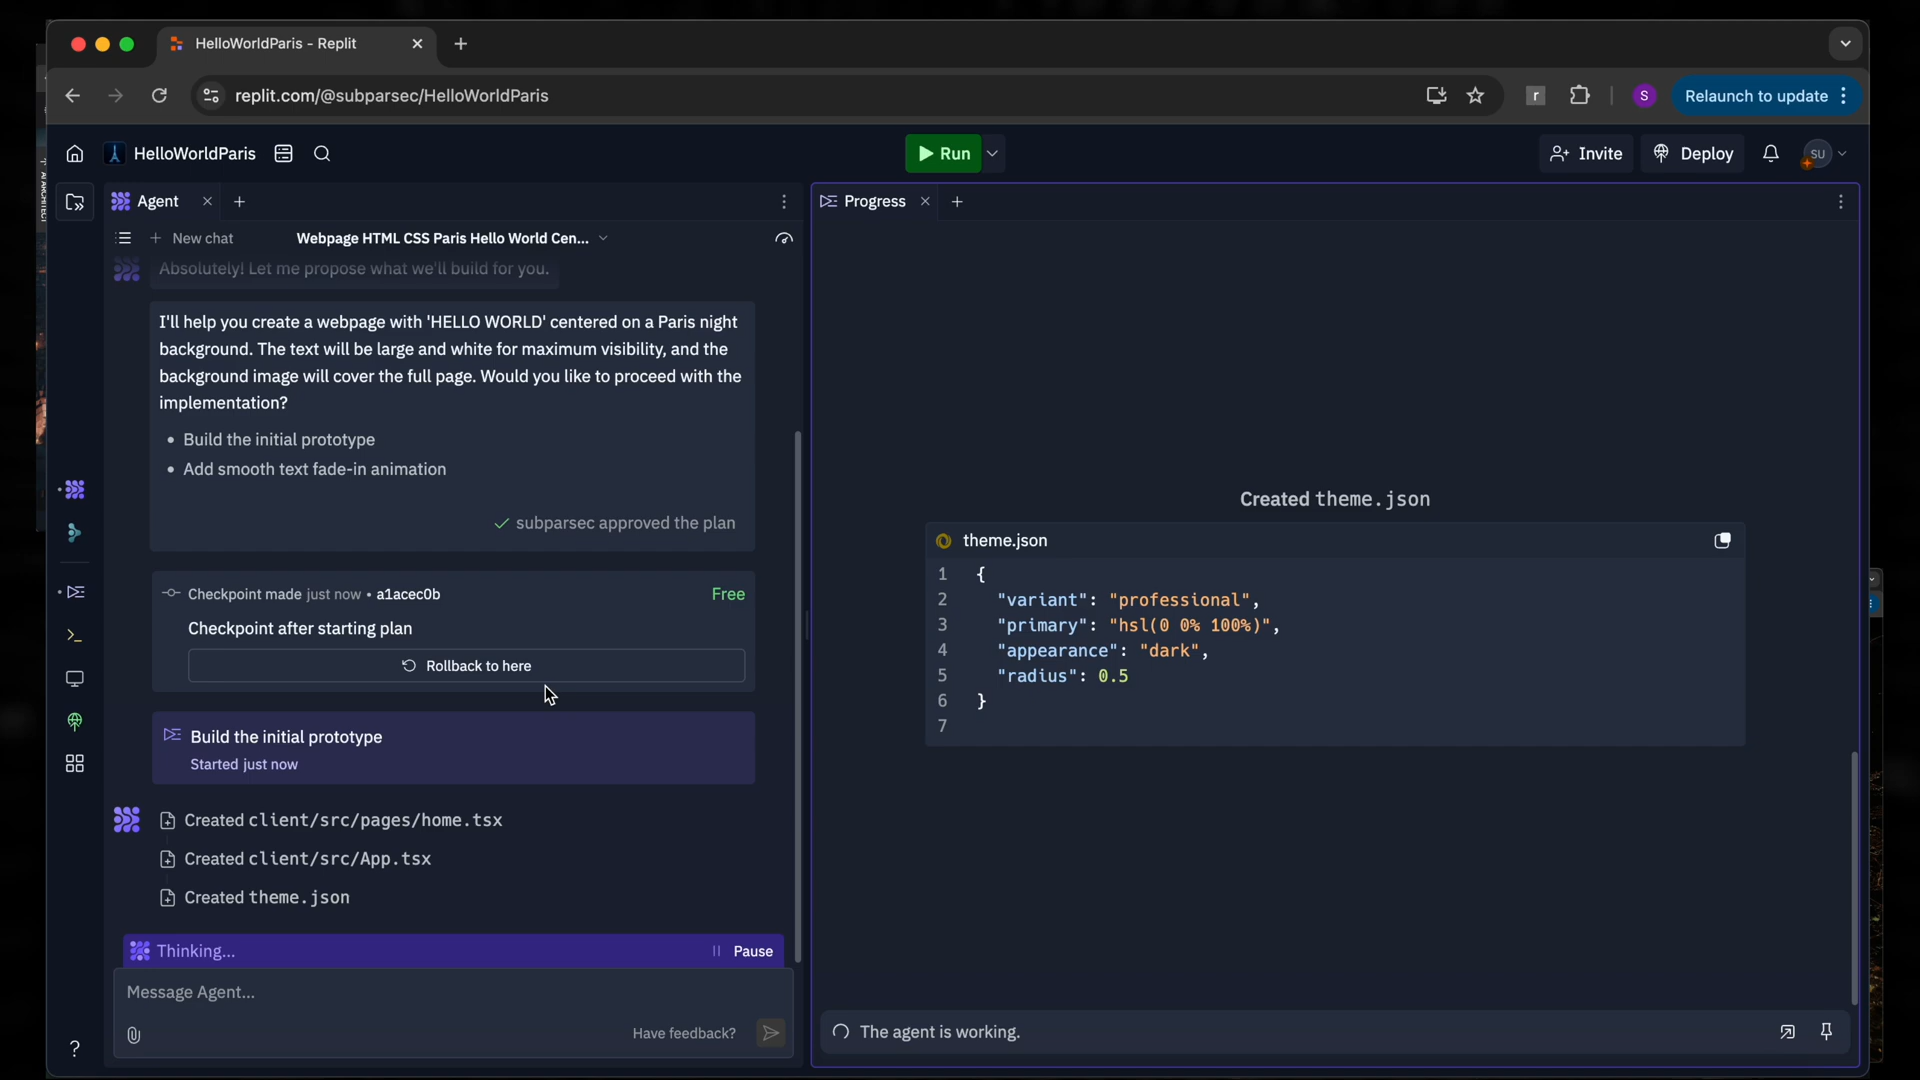 HelloWorldParis - Replit
replit.com/@subparsec/HelloWorldParis
r
S
Relaunch to update
HelloWorldParis
Run
Invite
Deploy
SU
Agent
Progress
New chat
Webpage HTML CSS Paris Hello World Cen...
Absolutely! Let me propose what we'll build for you.
I'll help you create a webpage with 'HELLO WORLD' centered on a Paris night
background. The text will be large and white for maximum visibility, and the
background image will cover the full page. Would you like to proceed with the
implementation?
• Build the initial prototype
• Add smooth text fade-in animation
subparsec approved the plan
Checkpoint made just now • a1acec0b
Free
Checkpoint after starting plan
Rollback to here
Build the initial prototype
Started just now
Created client/src/pages/home.tsx
Created client/src/App.tsx
Created theme.json
Thinking...
Pause
Message Agent...
Have feedback?
?
Created theme.json
theme.json
1 {
2 "variant": "professional",
3 "primary": "hsl(0 0% 100%)",
4 "appearance": "dark",
5 "radius": 0.5
6 }
7
The agent is working.